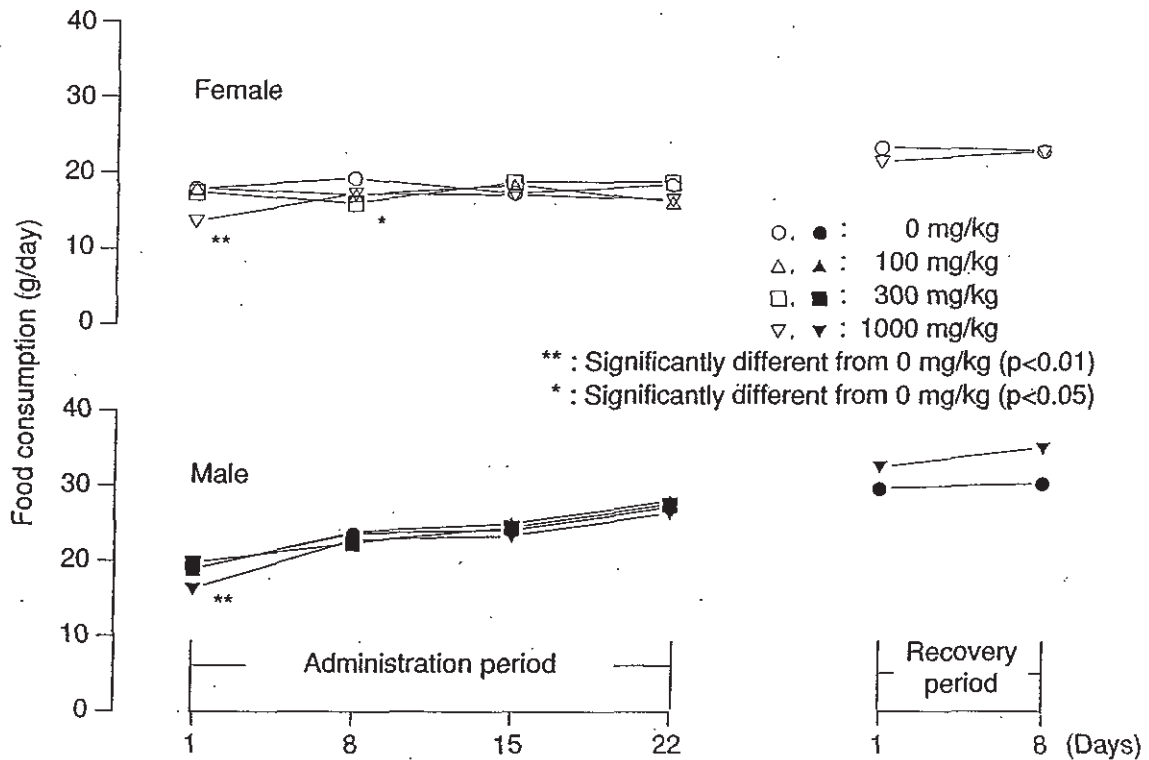 40
Female
30
20
10
0
**
*
○, ● : 0 mg/kg
△, ▲ : 100 mg/kg
□, ■ : 300 mg/kg
▽, ▼ : 1000 mg/kg
** : Significantly different from 0 mg/kg (p<0.01)
* : Significantly different from 0 mg/kg (p<0.05)
Food consumption (g/day)
40
Male
30
20
**
10
0
Administration period
Recovery
period
1 8 15 22 1 8 (Days)